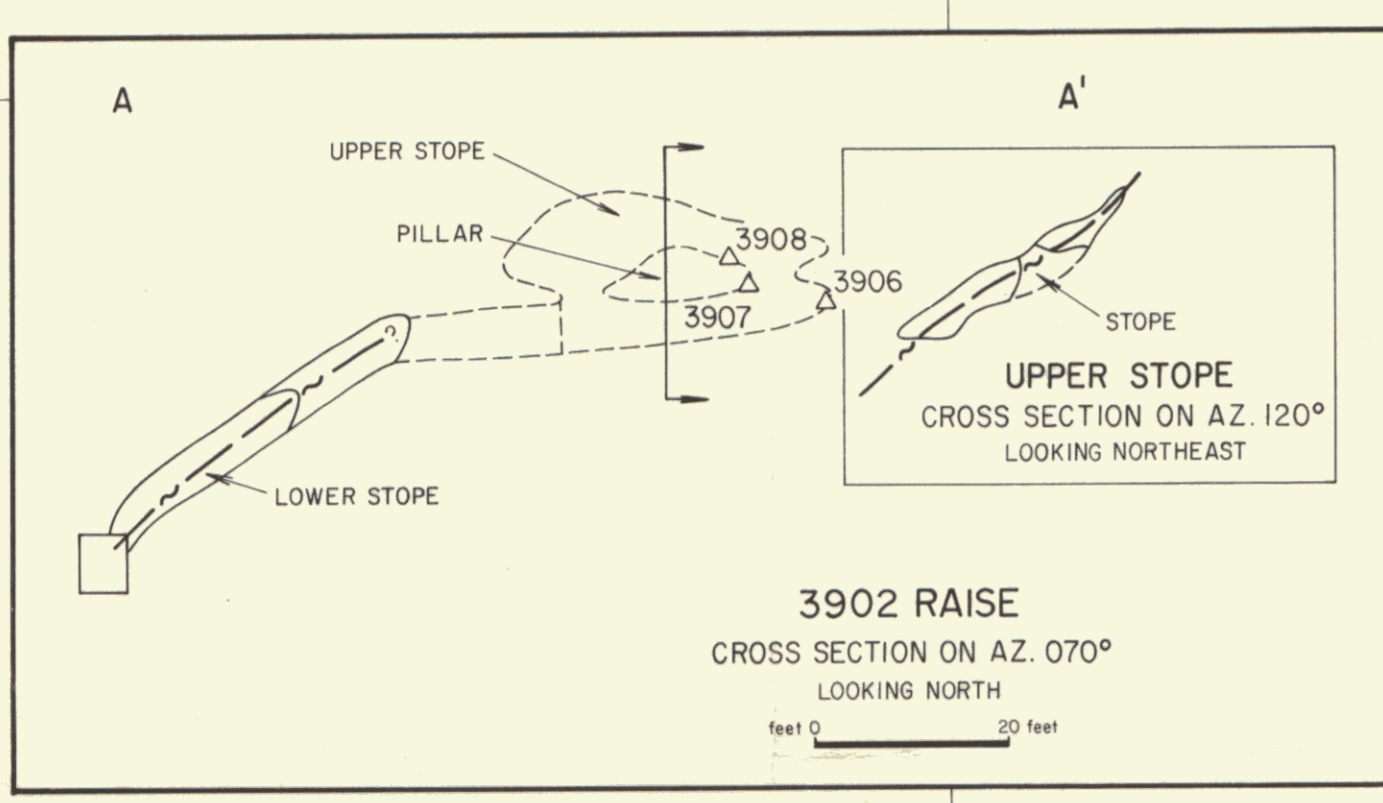 A
A'
UPPER STOPE
PILLAR
3908
3906
3907
?
LOWER STOPE
STOPE
UPPER STOPE
CROSS SECTION ON AZ. 120°
LOOKING NORTHEAST
3902 RAISE
CROSS SECTION ON AZ. 070°
LOOKING NORTH
feet 0 20 feet